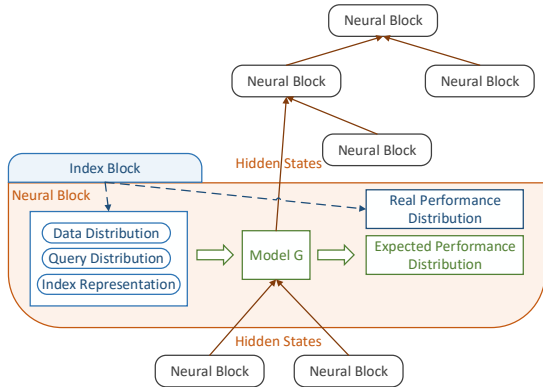 Neural Block
Neural Block
Neural Block
Neural Block
Hidden States
Index Block
Neural Block
Real Performance
Distribution
Data Distribution
Query Distribution
Index Representation
Model G
Expected Performance
Distribution
Hidden States
Neural Block
Neural Block